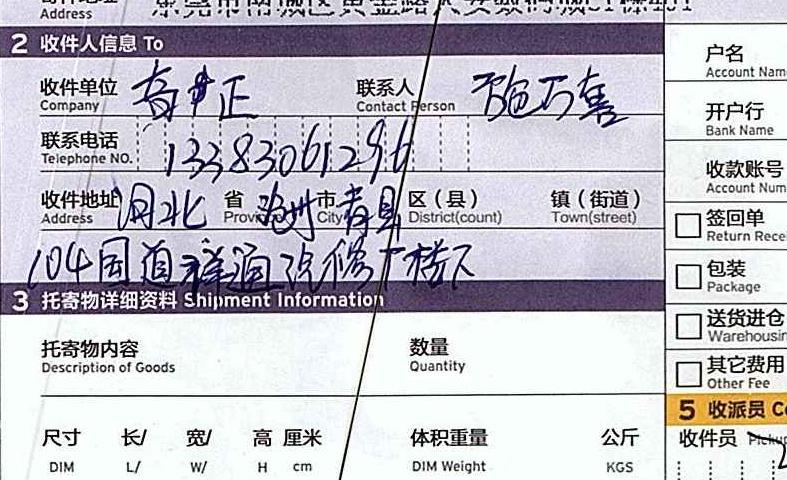 Address
2 收件人信息 To
户名
Account Nam
收件单位 正 联系人 万喜
Company Contact Person
开户行
Bank Name
联系电话 13383061296
Telephone NO.
收款账号
Account Num
收件地址 河北 省 沧州 市 青县 区（县） 镇（街道）
Address Province City District(count) Town(street)
签回单
Return Rece
104国道祥通汽修厂楼下
包装
Package
3 托寄物详细资料 Shipment Information
送货进仓
Warehousin
托寄物内容 数量
Description of Goods Quantity
其它费用
Other Fee
5 收派员 Co
尺寸 长/ 宽/ 高 厘米 体积重量 公斤
DIM L/ W/ H cm DIM Weight KGS
收件员 Picku